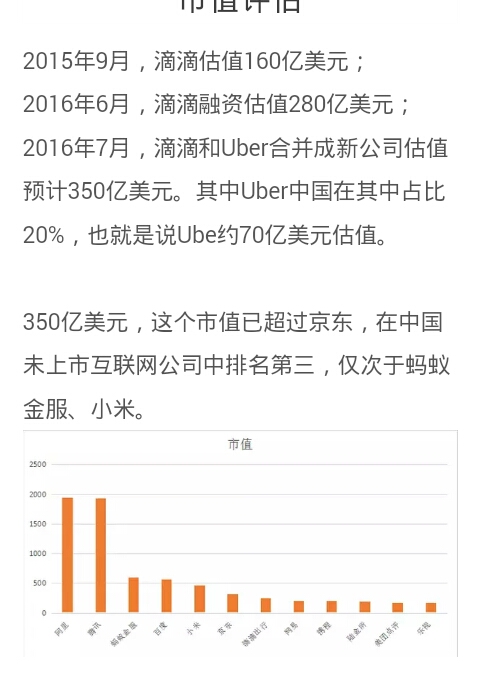 市值评估
2015年9月，滴滴估值160亿美元；
2016年6月，滴滴融资估值280亿美元；
2016年7月，滴滴和Uber合并成新公司估值
预计350亿美元。其中Uber中国在其中占比
20%，也就是说Ube约70亿美元估值。
350亿美元，这个市值已超过京东，在中国
未上市互联网公司中排名第三，仅次于蚂蚁
金服、小米。
市值
2500
2000
1500
1000
500
0
阿里
腾讯
蚂蚁金服
百度
小米
京东
滴滴出行
网易
携程
陆金所
美团点评
乐视